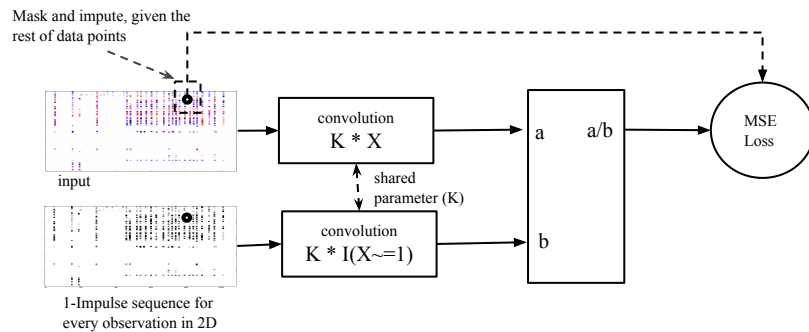 Mask and impute, given the
rest of data points
input
convolution
K * X
shared
parameter (K)
convolution
K * I(X~=1)
1-Impulse sequence for
every observation in 2D
a
a/b
b
MSE
Loss